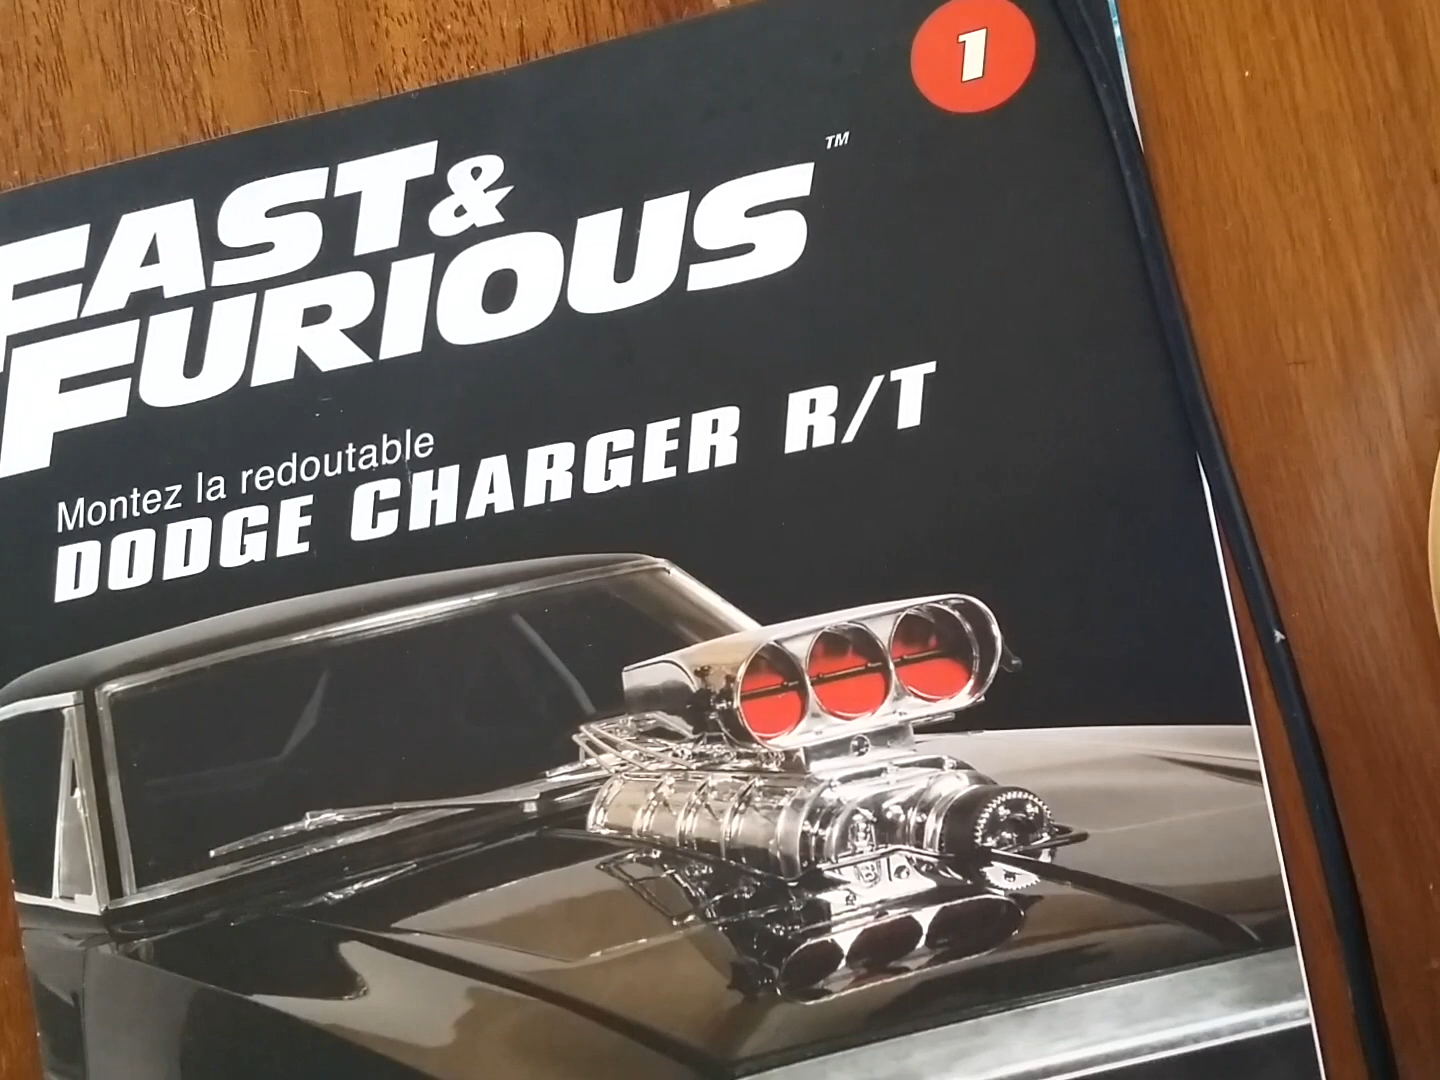 1
FAST &
FURIOUS™
Montez la redoutable
DODGE CHARGER R/T